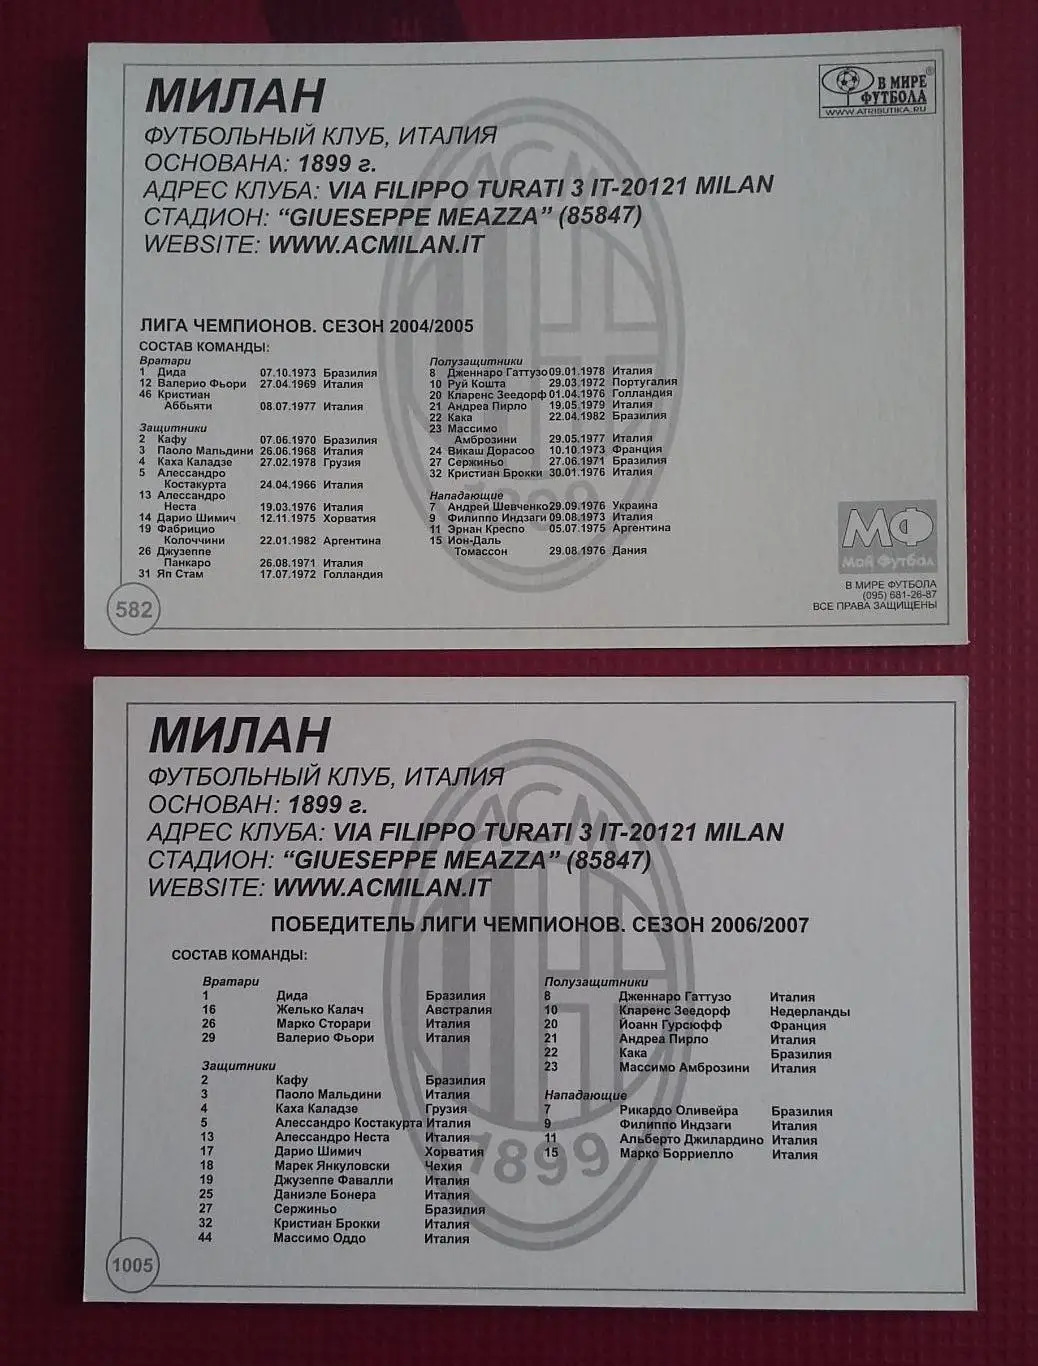 МИЛАН
ФУТБОЛЬНЫЙ КЛУБ, ИТАЛИЯ
ОСНОВАНА: 1899 г.
АДРЕС КЛУБА: VIA FILIPPO TURATI 3 IT-20121 MILAN
СТАДИОН: “GIUESEPPE MEAZZA” (85847)
WEBSITE: WWW.ACMILAN.IT
В МИРЕ
ФУТБОЛА ®
WWW.ATRIBUTIKA.RU
ACM
1899
ЛИГА ЧЕМПИОНОВ. СЕЗОН 2004/2005
СОСТАВ КОМАНДЫ:
Вратари
1 Дида 07.10.1973 Бразилия
12 Валерио Фьори 27.04.1969 Италия
46 Кристиан
Аббьяти 08.07.1977 Италия
Защитники
2 Кафу 07.06.1970 Бразилия
3 Паоло Мальдини 26.06.1968 Италия
4 Каха Каладзе 27.02.1978 Грузия
5 Алессандро
Костакурта 24.04.1966 Италия
13 Алессандро
Неста 19.03.1976 Италия
14 Дарио Шимич 12.11.1975 Хорватия
19 Фабрицио
Колоччини 22.01.1982 Аргентина
26 Джузеппе
Панкаро 26.08.1971 Италия
31 Яп Стам 17.07.1972 Голландия
Полузащитники
8 Дженнаро Гаттузо 09.01.1978 Италия
10 Руй Кошта 29.03.1972 Португалия
20 Кларенс Зеедорф 01.04.1976 Голландия
21 Андреа Пирло 19.05.1979 Италия
22 Кака 22.04.1982 Бразилия
23 Массимо
Амброзини 29.05.1977 Италия
24 Викаш Дорасоо 10.10.1973 Франция
27 Сержиньо 27.06.1971 Бразилия
32 Кристиан Брокки 30.01.1976 Италия
Нападающие
7 Андрей Шевченко 29.09.1976 Украина
9 Филиппо Индзаги 09.08.1973 Италия
11 Эрнан Креспо 05.07.1975 Аргентина
15 Йон-Даль
Томассон 29.08.1976 Дания
МФ
Мой Футбол
В МИРЕ ФУТБОЛА
(095) 681-26-87
ВСЕ ПРАВА ЗАЩИЩЕНЫ
582
МИЛАН
ФУТБОЛЬНЫЙ КЛУБ, ИТАЛИЯ
ОСНОВАН: 1899 г.
АДРЕС КЛУБА: VIA FILIPPO TURATI 3 IT-20121 MILAN
СТАДИОН: “GIUESEPPE MEAZZA” (85847)
WEBSITE: WWW.ACMILAN.IT
ACM
1899
ПОБЕДИТЕЛЬ ЛИГИ ЧЕМПИОНОВ. СЕЗОН 2006/2007
СОСТАВ КОМАНДЫ:
Вратари
1 Дида Бразилия
16 Желько Калач Австралия
26 Марко Сторари Италия
29 Валерио Фьори Италия
Защитники
2 Кафу Бразилия
3 Паоло Мальдини Италия
4 Каха Каладзе Грузия
5 Алессандро Костакурта Италия
13 Алессандро Неста Италия
17 Дарио Шимич Хорватия
18 Марек Янкуловски Чехия
19 Джузеппе Фавалли Италия
25 Даниэле Бонера Италия
27 Сержиньо Бразилия
32 Кристиан Брокки Италия
44 Массимо Оддо Италия
Полузащитники
8 Дженнаро Гаттузо Италия
10 Кларенс Зеедорф Недерланды
20 Йоанн Гурсюфф Франция
21 Андреа Пирло Италия
22 Кака Бразилия
23 Массимо Амброзини Италия
Нападающие
7 Рикардо Оливейра Бразилия
9 Филиппо Индзаги Италия
11 Альберто Джилардино Италия
15 Марко Борриелло Италия
1005